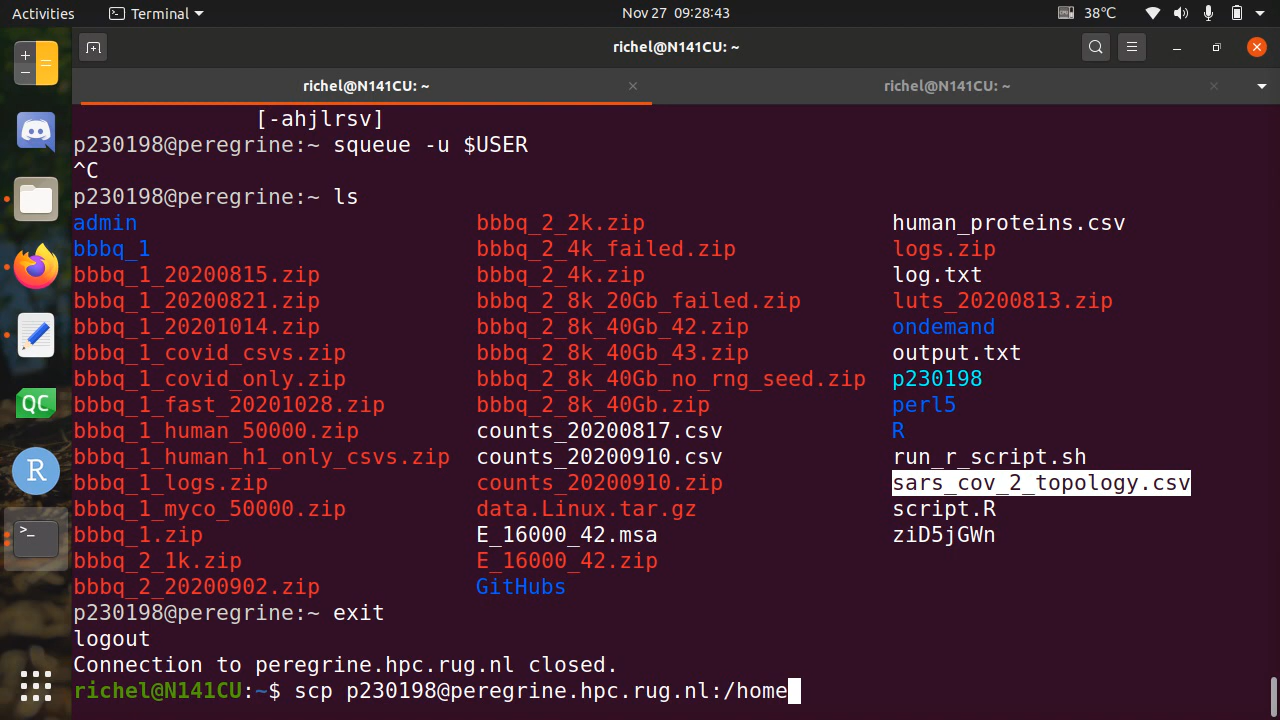 Activities Terminal Nov 27 09:28:43 38°C
richel@N141CU: ~
richel@N141CU: ~ richel@N141CU: ~
[-ahjlrsv]
p230198@peregrine:~ squeue -u $USER
^C
p230198@peregrine:~ ls
admin bbbq_2_2k.zip human_proteins.csv
bbbq_1 bbbq_2_4k_failed.zip logs.zip
bbbq_1_20200815.zip bbbq_2_4k.zip log.txt
bbbq_1_20200821.zip bbbq_2_8k_20Gb_failed.zip luts_20200813.zip
bbbq_1_20201014.zip bbbq_2_8k_40Gb_42.zip ondemand
bbbq_1_covid_csvs.zip bbbq_2_8k_40Gb_43.zip output.txt
bbbq_1_covid_only.zip bbbq_2_8k_40Gb_no_rng_seed.zip p230198
bbbq_1_fast_20201028.zip bbbq_2_8k_40Gb.zip perl5
bbbq_1_human_50000.zip counts_20200817.csv R
bbbq_1_human_h1_only_csvs.zip counts_20200910.csv run_r_script.sh
bbbq_1_logs.zip counts_20200910.zip sars_cov_2_topology.csv
bbbq_1_myco_50000.zip data.Linux.tar.gz script.R
bbbq_1.zip E_16000_42.msa ziD5jGWn
bbbq_2_1k.zip E_16000_42.zip
bbbq_2_20200902.zip GitHubs
p230198@peregrine:~ exit
logout
Connection to peregrine.hpc.rug.nl closed.
richel@N141CU:~$ scp p230198@peregrine.hpc.rug.nl:/home
QC
R
>_